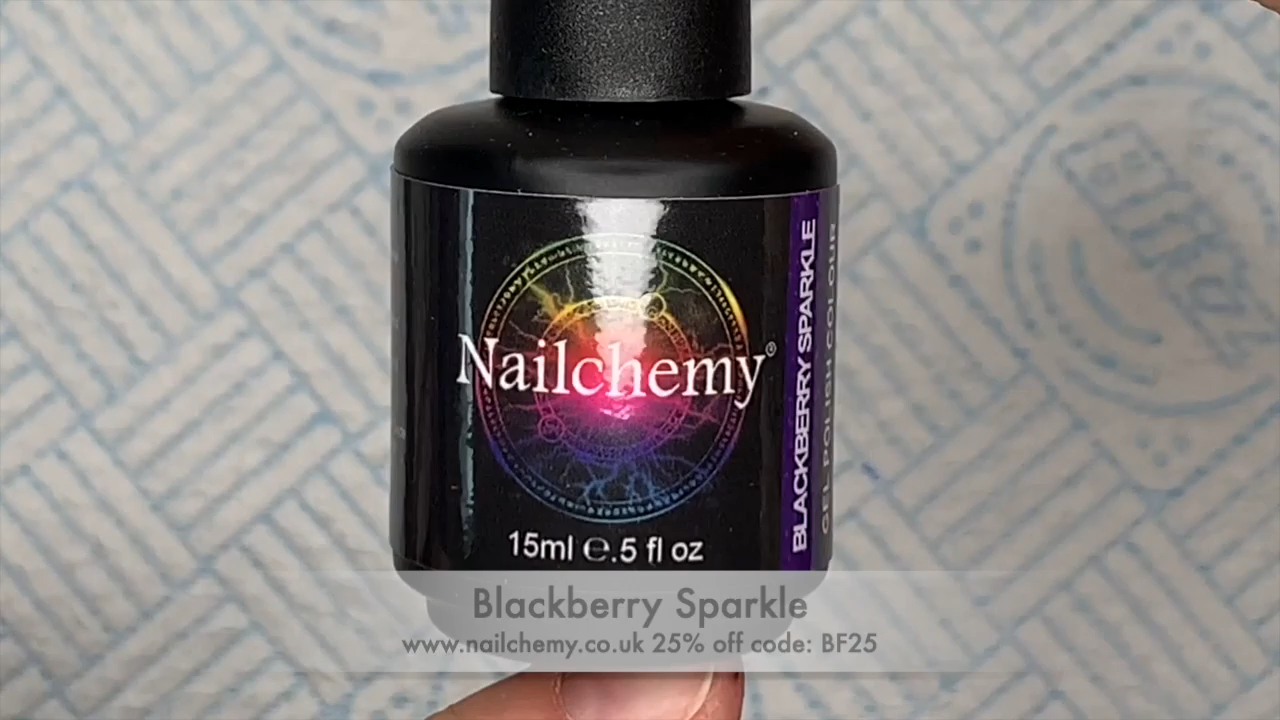 Nailchemy®
15ml ℮.5 fl oz
BLACKBERRY SPARKLE
GEL POLISH COLOUR
Blackberry Sparkle
www.nailchemy.co.uk 25% off code: BF25